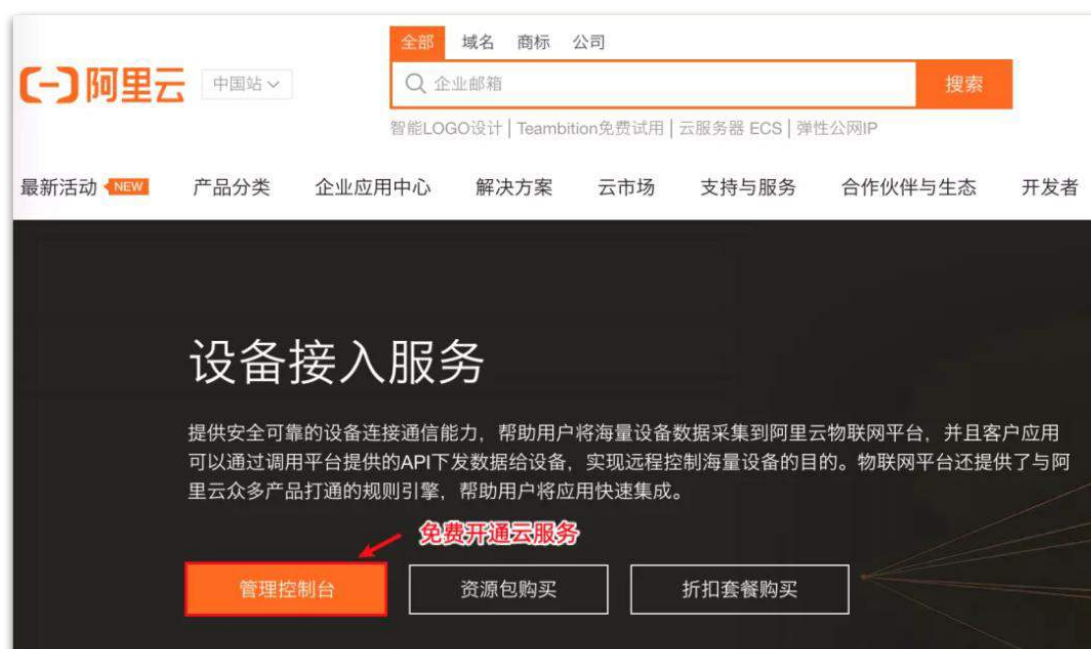 全部 域名 商标 公司
阿里云 中国站
企业邮箱 搜索
智能LOGO设计 | Teambition免费试用 | 云服务器 ECS | 弹性公网IP
最新活动 NEW 产品分类 企业应用中心 解决方案 云市场 支持与服务 合作伙伴与生态 开发者
设备接入服务
提供安全可靠的设备连接通信能力，帮助用户将海量设备数据采集到阿里云物联网平台，并且客户应用
可以通过调用平台提供的API下发数据给设备，实现远程控制海量设备的目的。物联网平台还提供了与阿
里云众多产品打通的规则引擎，帮助用户将应用快速集成。
免费开通云服务
管理控制台 资源包购买 折扣套餐购买